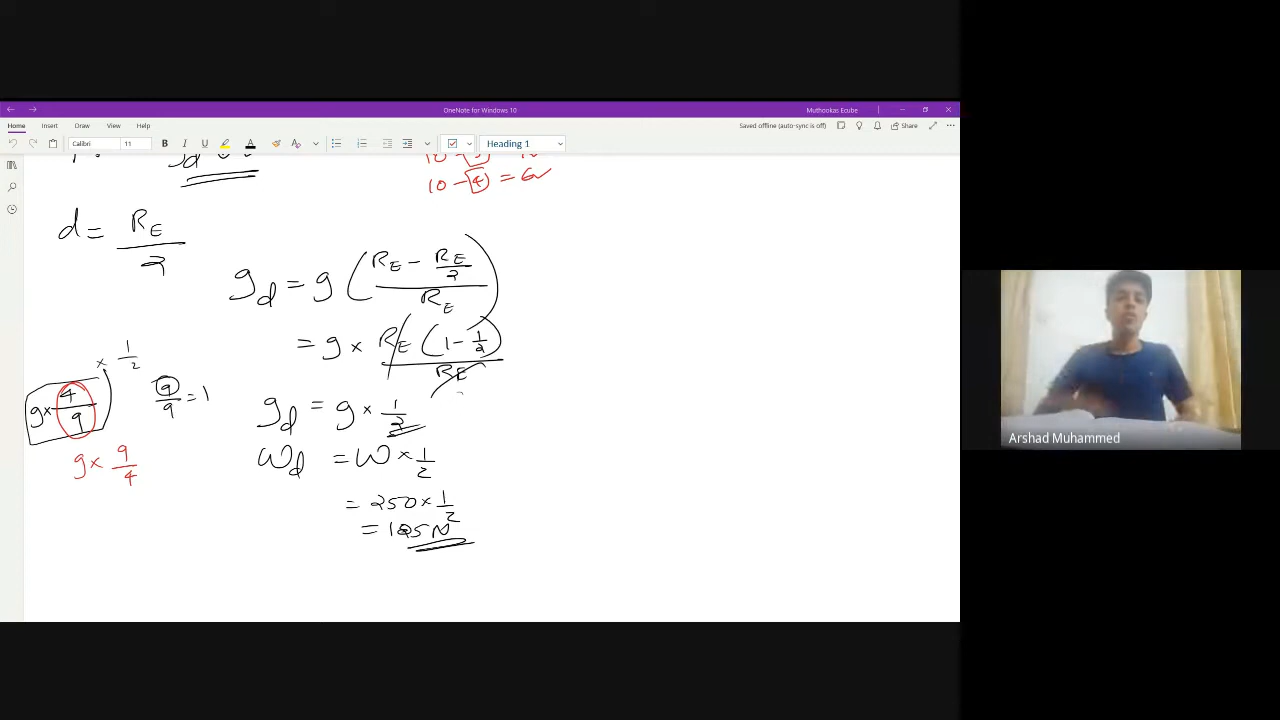 OneNote for Windows 10
Muthookas Ecube
Home Insert Draw View Help
Saved offline (auto-sync is off)
Share
Calibri 11
Heading 1
10 - 4 = 6
d = R_E / 2
g_d = g ( (R_E - R_E/2) / R_E )
= g × R_E (1 - 1/2) / R_E
× 1/2
g × 4/9
9/9 = 1
g_d = g × 1/2
g × 9/4
W_d = W × 1/2
= 250 × 1/2
= 125 N
Arshad Muhammed